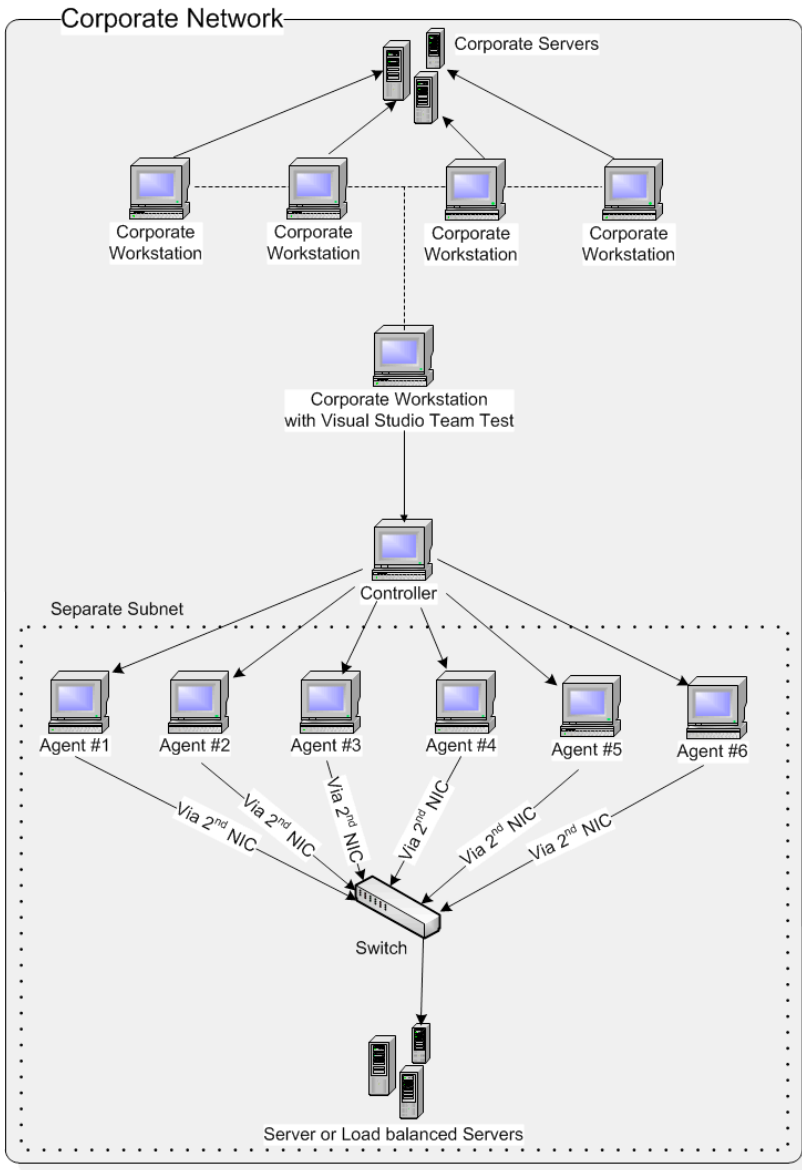 Corporate Network
Corporate Servers
Corporate
Workstation
Corporate
Workstation
Corporate
Workstation
Corporate
Workstation
Corporate Workstation
with Visual Studio Team Test
Controller
Separate Subnet
Agent #1
Agent #2
Agent #3
Agent #4
Agent #5
Agent #6
Via 2nd NIC
Via 2nd NIC
Via 2nd NIC
Via 2nd NIC
Via 2nd NIC
Via 2nd NIC
Switch
Server or Load balanced Servers